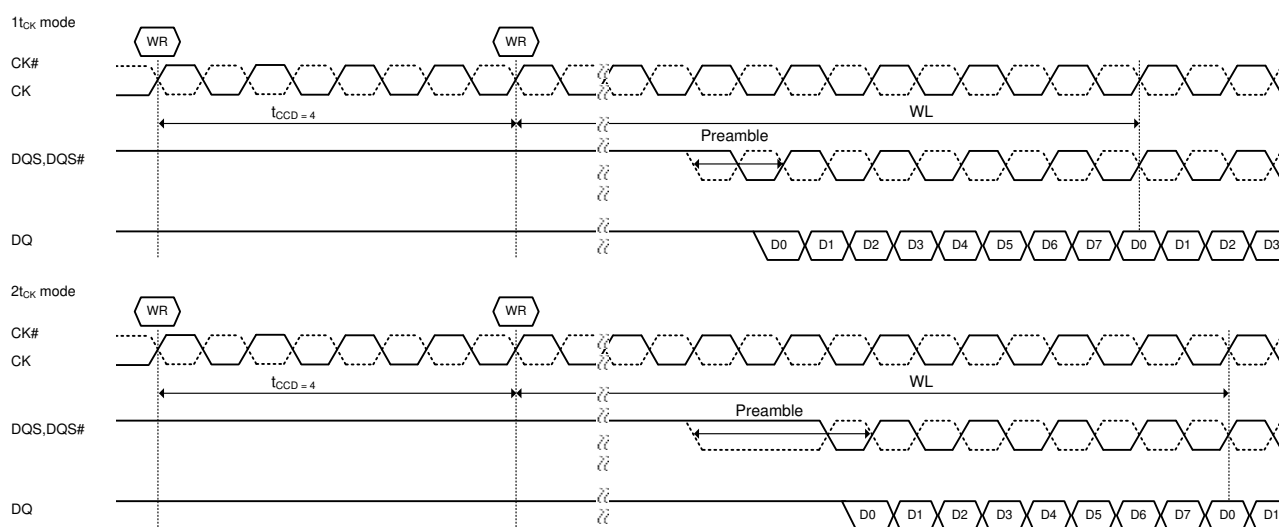 1tCK mode
WR WR
CK#
CK
tCCD = 4 WL
Preamble
DQS,DQS#
DQ D0 D1 D2 D3 D4 D5 D6 D7 D0 D1 D2 D3
2tCK mode
WR WR
CK#
CK
tCCD = 4 WL
Preamble
DQS,DQS#
DQ D0 D1 D2 D3 D4 D5 D6 D7 D0 D1